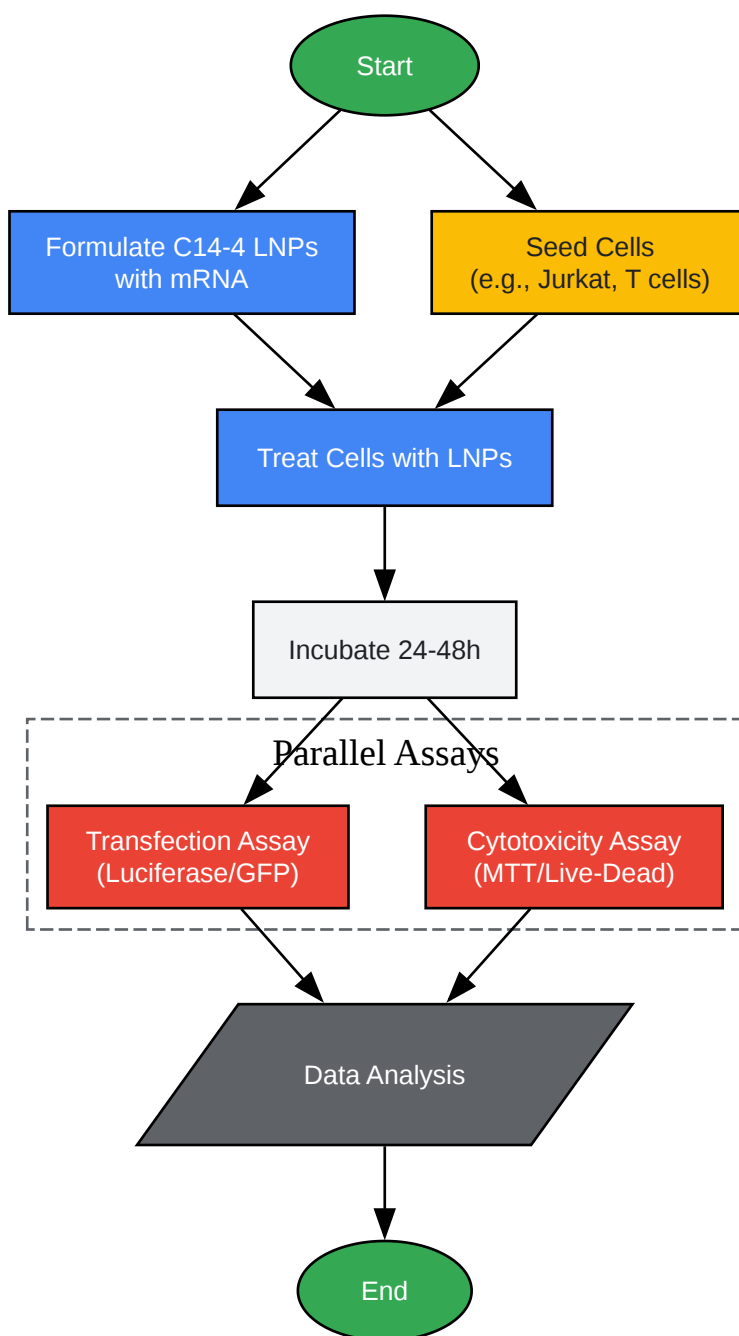 Start
Formulate C14-4 LNPs
with mRNA
Seed Cells
(e.g., Jurkat, T cells)
Treat Cells with LNPs
Incubate 24-48h
Parallel Assays
Transfection Assay
(Luciferase/GFP)
Cytotoxicity Assay
(MTT/Live-Dead)
Data Analysis
End